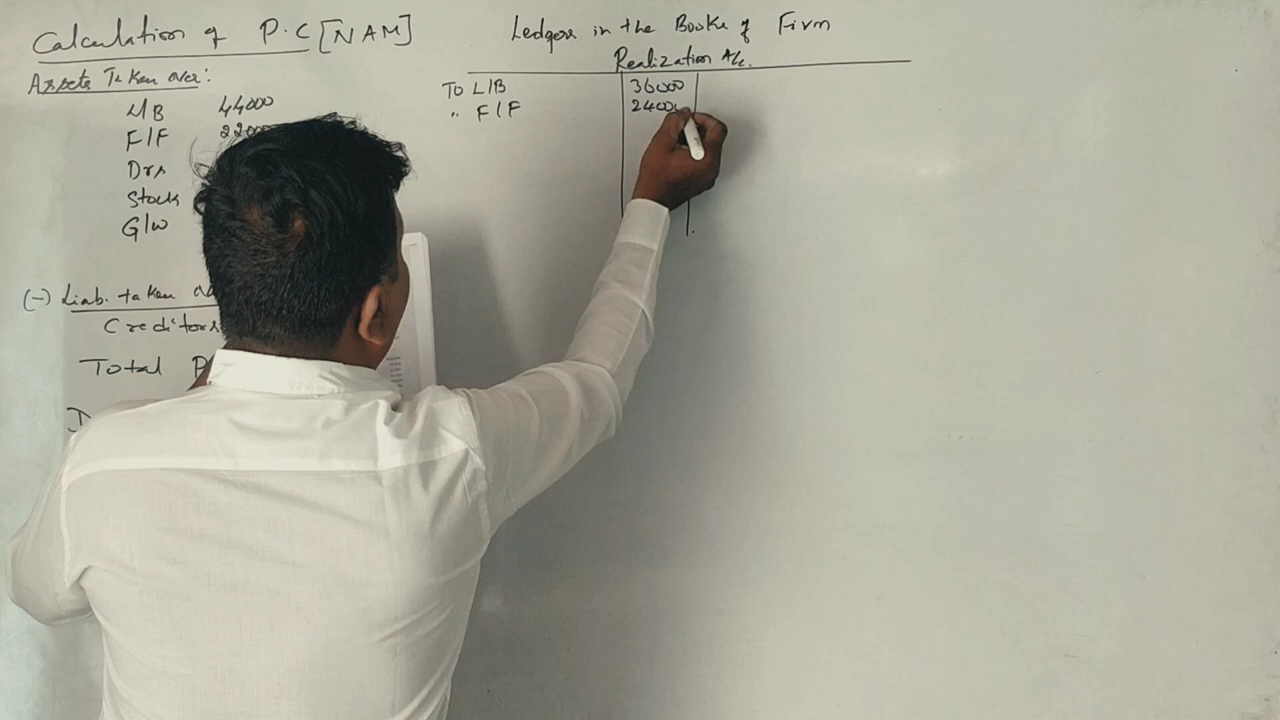 Calculation of P.C [NAM]
Assets Taken over:
L/B 44000
F/F 22000
Drs
Stock
G/w
(-) Liab. taken
Creditors
Total P
Ledgers in the Books of Firm
Realization A/c.
To L/B 36000
" F/F 24000